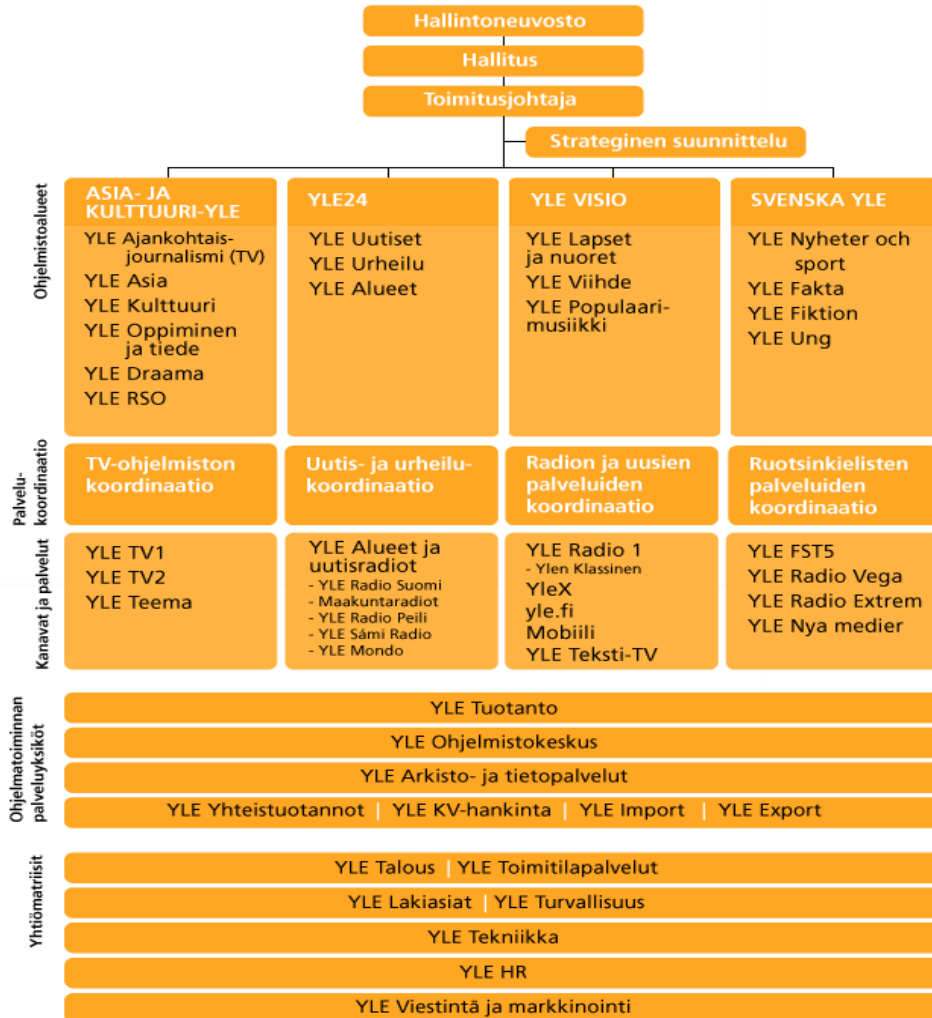 Hallintoneuvosto
Hallitus
Toimitusjohtaja
Strateginen suunnittelu
Ohjelmistoalueet
ASIA- JA
KULTTUURI-YLE
YLE Ajankohtais-
journalismi (TV)
YLE Asia
YLE Kulttuuri
YLE Oppiminen
ja tiede
YLE Draama
YLE RSO
YLE24
YLE Uutiset
YLE Urheilu
YLE Alueet
YLE VISIO
YLE Lapset
ja nuoret
YLE Viihde
YLE Populaari-
musiikki
SVENSKA YLE
YLE Nyheter och
sport
YLE Fakta
YLE Fiktion
YLE Ung
Palvelu-
koordinaatio
TV-ohjelmiston
koordinaatio
Uutis- ja urheilu-
koordinaatio
Radion ja uusien
palveluiden
koordinaatio
Ruotsinkielisten
palveluiden
koordinaatio
Kanavat ja palvelut
YLE TV1
YLE TV2
YLE Teema
YLE Alueet ja
uutisradiot
- YLE Radio Suomi
- Maakuntaradiot
- YLE Radio Peili
- YLE Sámi Radio
- YLE Mondo
YLE Radio 1
- Ylen Klassinen
YleX
yle.fi
Mobiili
YLE Teksti-TV
YLE FST5
YLE Radio Vega
YLE Radio Extrem
YLE Nya medier
Ohjelmatoiminnan
palveluyksiköt
YLE Tuotanto
YLE Ohjelmistokeskus
YLE Arkisto- ja tietopalvelut
YLE Yhteistuotannot | YLE KV-hankinta | YLE Import | YLE Export
Yhtiömatriisit
YLE Talous | YLE Toimitilapalvelut
YLE Lakiasiat | YLE Turvallisuus
YLE Tekniikka
YLE HR
YLE Viestintä ja markkinointi